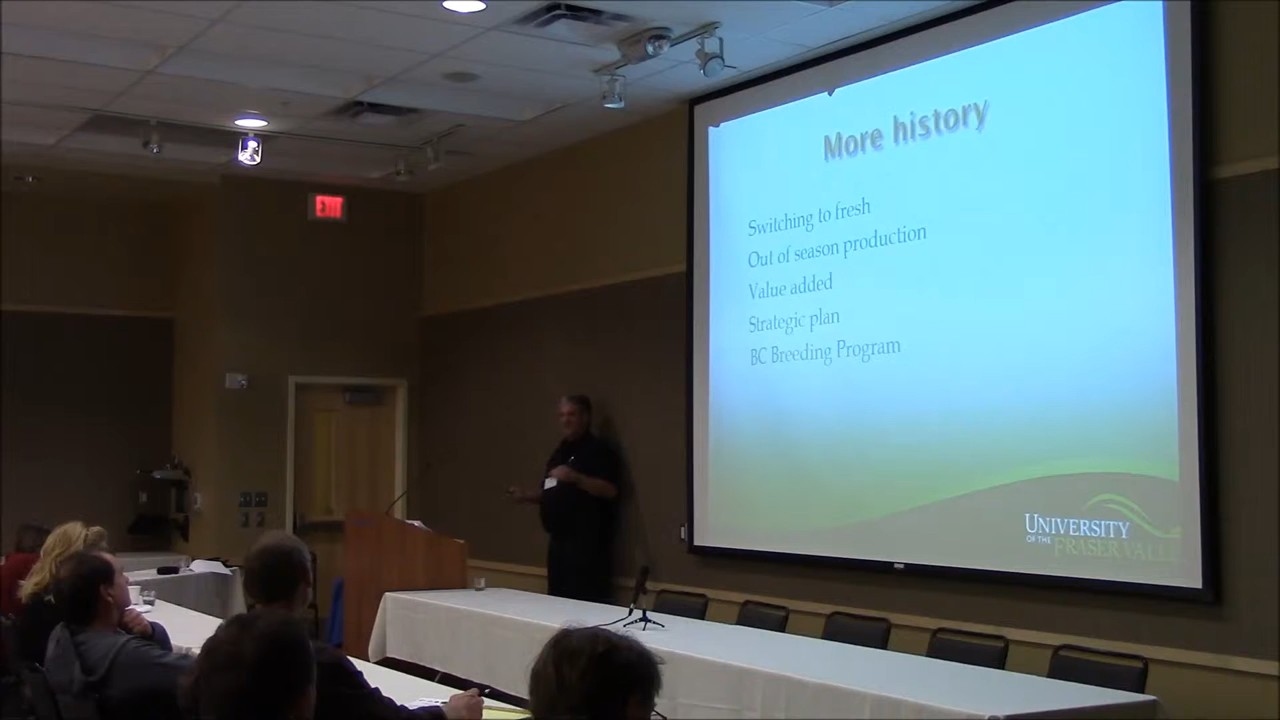 More history
Switching to fresh
Out of season production
Value added
Strategic plan
BC Breeding Program
UNIVERSITY
OF THE FRASER VALLEY
EXIT